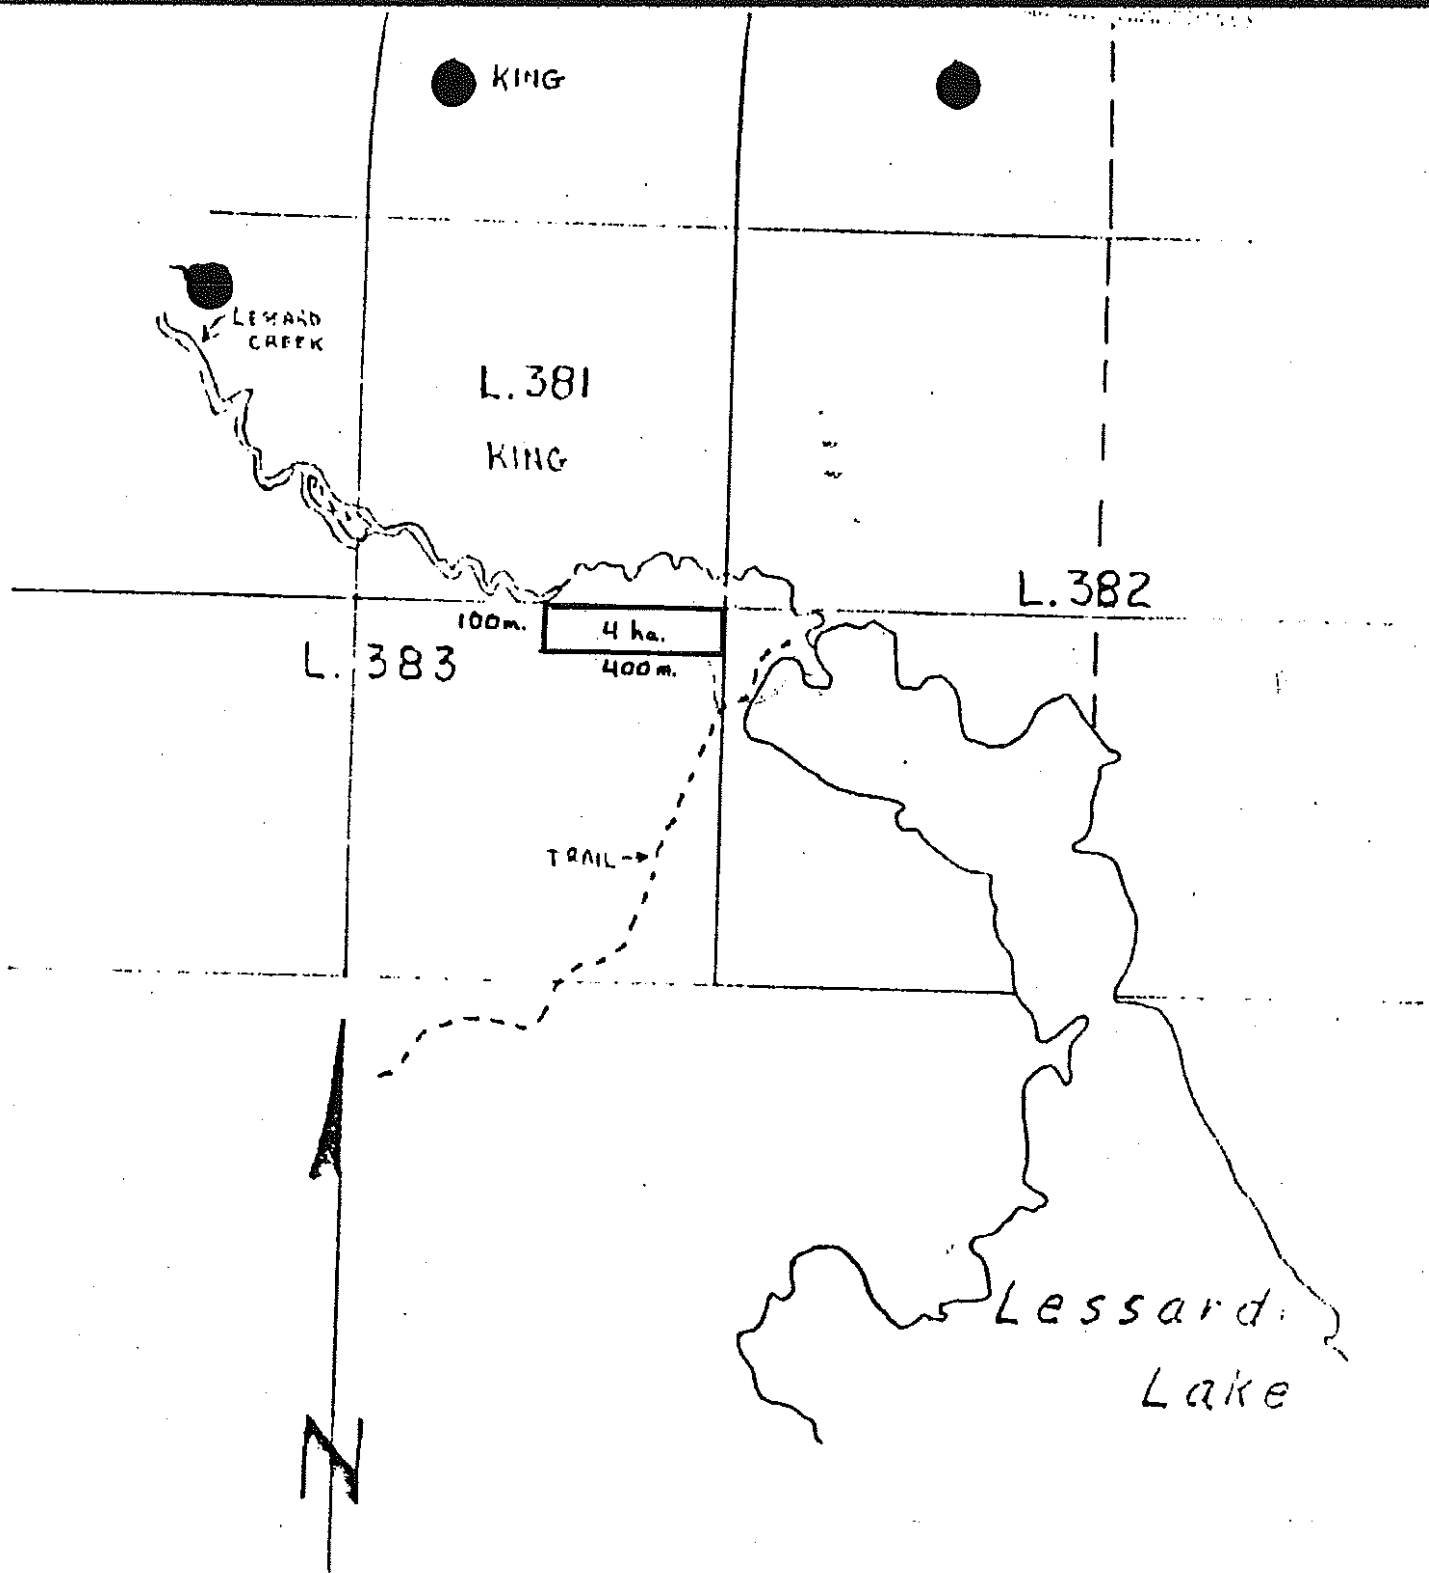 KING
LESSARD
CREEK
L.381
KING
L.382
100m.
4 ha.
L. 383
400m.
TRAIL
Lessard
Lake
N